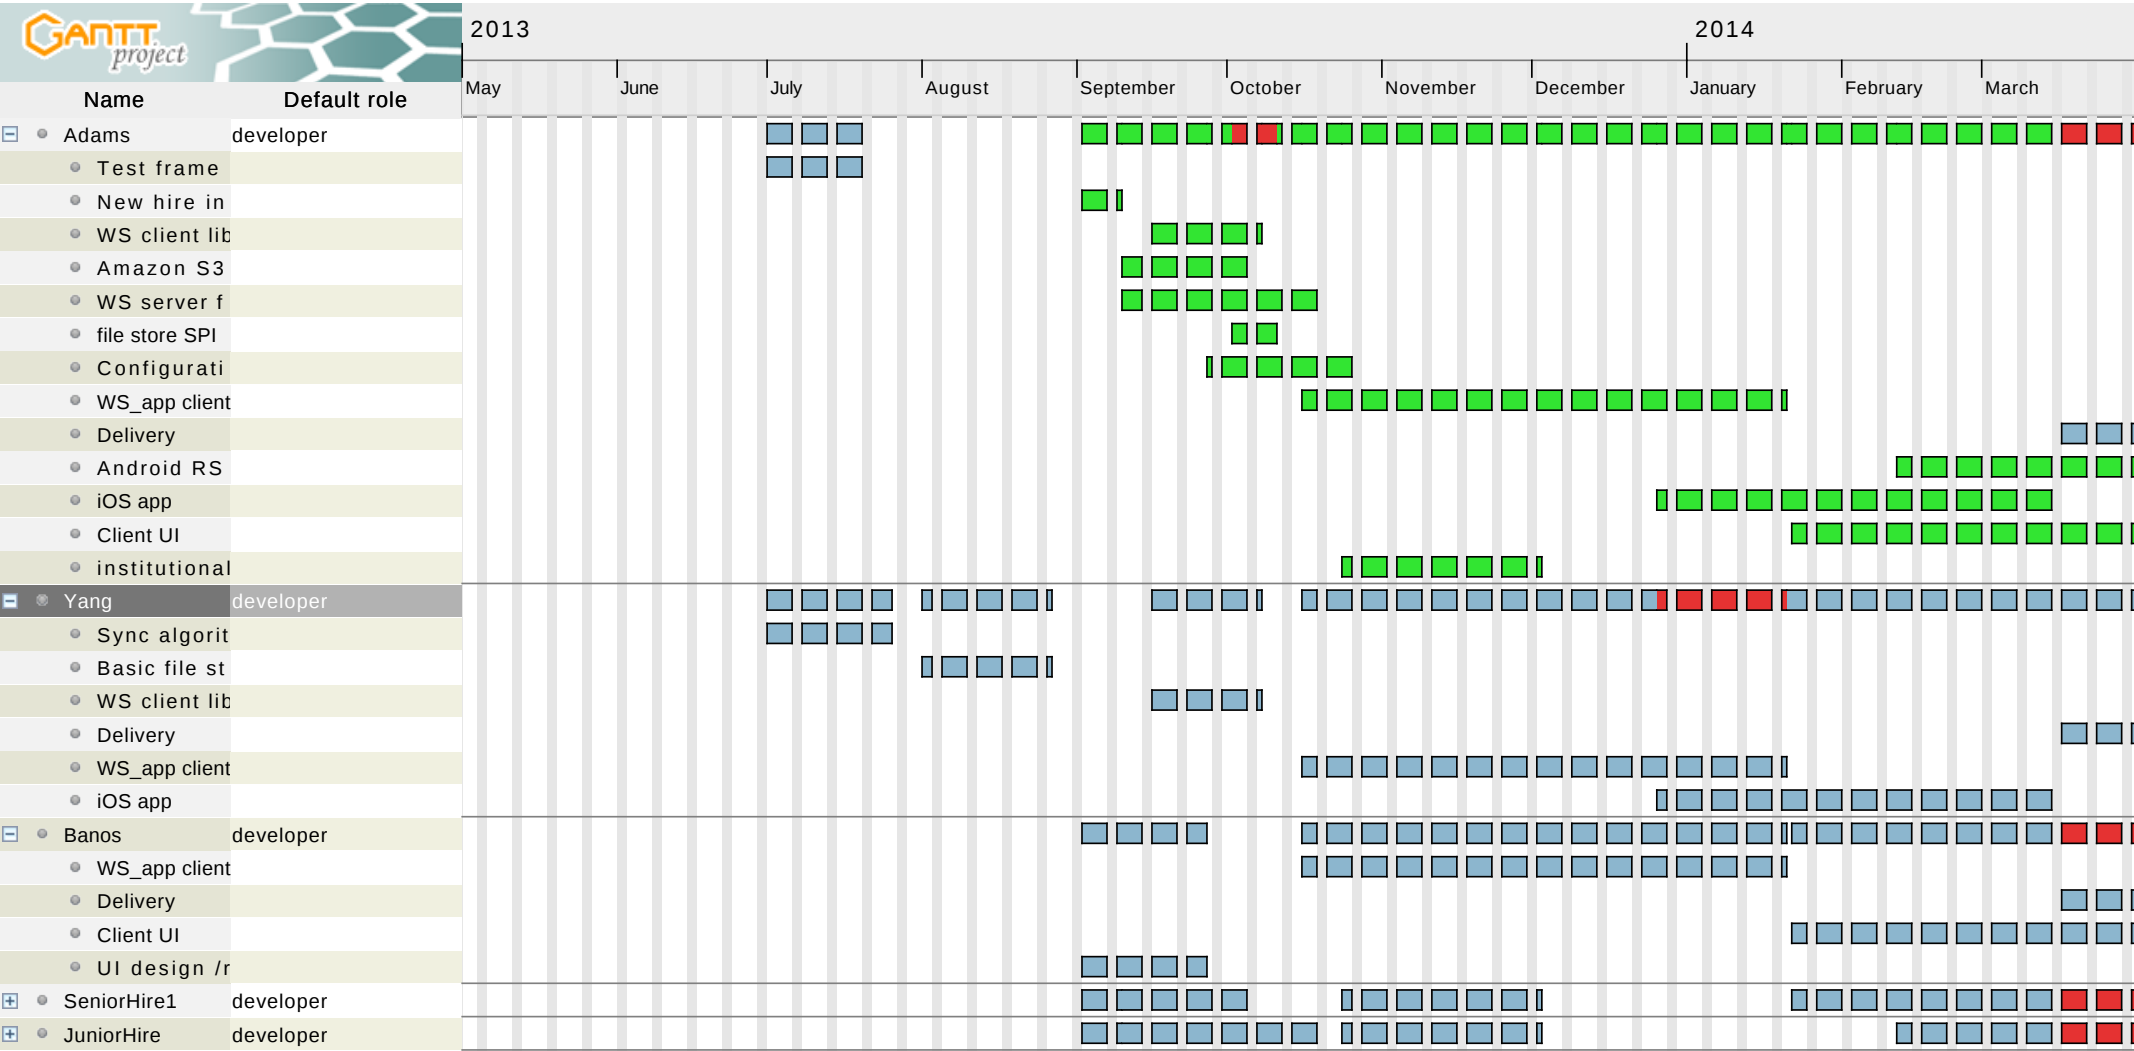 GANTT
project
2013
2014
May June July August September October November December January February March
Name Default role
Adams developer
Test frame
New hire in
WS client lib
Amazon S3
WS server f
file store SPI
Configurati
WS_app client
Delivery
Android RS
iOS app
Client UI
institutional
Yang developer
Sync algorit
Basic file st
WS client lib
Delivery
WS_app client
iOS app
Banos developer
WS_app client
Delivery
Client UI
UI design /r
SeniorHire1 developer
JuniorHire developer